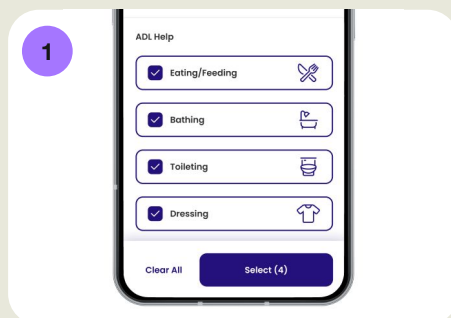 1
ADL Help
Eating/Feeding
Bathing
Toileting
Dressing
Clear All
Select (4)